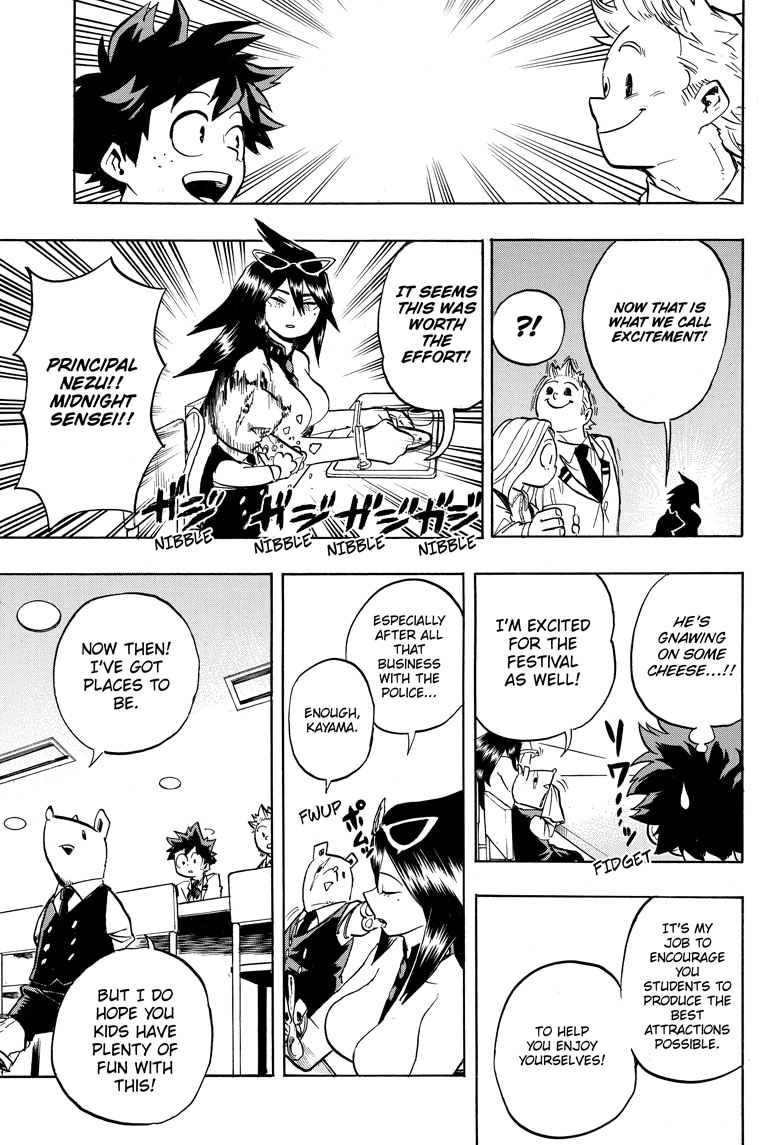 NOW THAT IS
WHAT WE CALL
EXCITEMENT!
?!
IT SEEMS
THIS WAS
WORTH
THE
EFFORT!
PRINCIPAL
NEZU!!
MIDNIGHT
SENSEI!!
ガジ ガジ ガジ ガジ
NIBBLE NIBBLE NIBBLE NIBBLE
HE'S
GNAWING
ON SOME
CHEESE...!!
I'M EXCITED
FOR THE
FESTIVAL
AS WELL!
ソワ...ッ
FIDGET
IT'S MY
JOB TO
ENCOURAGE
YOU
STUDENTS TO
PRODUCE THE
BEST
ATTRACTIONS
POSSIBLE.
TO HELP
YOU ENJOY
YOURSELVES!
ESPECIALLY
AFTER ALL
THAT
BUSINESS
WITH THE
POLICE...
ENOUGH,
KAYAMA.
FWUP
NOW THEN!
I'VE GOT
PLACES TO
BE.
BUT I DO
HOPE YOU
KIDS HAVE
PLENTY OF
FUN WITH
THIS!